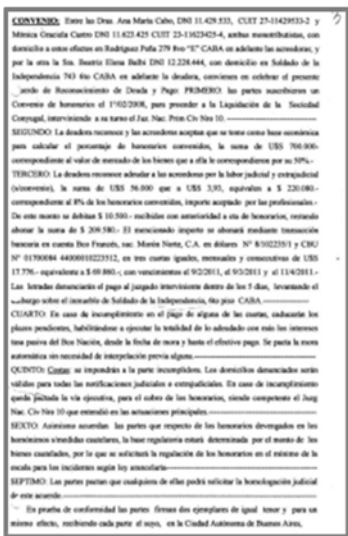 CONVENIO: Entre las Dras. Ana María Cabo, DNI 11.429.533, CUIT 27-11429533-2 y
Mónica Graciela Castro DNI 11.623.425 CUIT 23-11623425-4, ambas monotributistas, con
domicilio a estos efectos en Rodríguez Peña 279 8vo "E" CABA en adelante las acreedoras, y
por la otra la Sra. Beatriz Elena Balbi DNI 12.228.444, con domicilio en Soldado de la
Independencia 743 6to CABA en adelante la deudora, convienen en celebrar el presente
uerdo de Reconocimiento de Deuda y Pago: PRIMERO: las partes suscribieron un
Convenio de honorarios el 1º/02/2008, para proceder a la Liquidación de la Sociedad
Conyugal, interviniendo a su turno el Juz. Nac. Prim Civ Nro 10.
SEGUNDO: La deudora reconoce y las acreedoras aceptan que se tome como base económica
para calcular el porcentaje de honorarios convenidos, la suma de U$S 700.000-
correspondiente al valor de mercado de los bienes que a ella le correspondieron por su 50%.-
TERCERO: La deudora reconoce adeudar a las acreedoras por la labor judicial y extrajudicial
(s/convenio), la suma de U$S 56.000 que a U$S 3,93, equivalen a $ 220.080.-
correspondiente al 8% de los honorarios convenidos, importe aceptado por las profesionales.-
De este monto se debitan $ 10.500.- recibidos con anterioridad a cta de honorarios, restando
abonar la suma de $ 209.580.- El mencionado importe se abonará mediante transacción
bancaria en cuenta Bco Francés, suc. Morón Norte, C.A. en dólares Nº y CBU
Nº en tres cuotas iguales, mensuales y consecutivas de U$S
17.776.- equivalente a $ 69.860.-; con vencimientos el 9/2/2011, el 9/3/2011 y el 11/4/2011.-
Las letradas denunciarán el pago al juzgado interviniente dentro de los 5 días, levantando el
embargo sobre el inmueble de Soldado de la Independencia, 6to piso CABA.
CUARTO: En caso de incumplimiento en el pago de alguna de las cuotas, caducarán los
plazos pendientes, habilitándose a ejecutar la totalidad de lo adeudado con más los intereses
tasa pasiva del Bco Nación, desde la fecha de mora y hasta el efectivo pago. Se pacta la mora
automática sin necesidad de interpelación previa alguna.
QUINTO: Costas: se impondrán a la parte incumplidora. Los domicilios denunciados serán
válidos para todas las notificaciones judiciales o extrajudiciales. En caso de incumplimiento
queda pactada la vía ejecutiva, para el cobro de los honorarios, siendo competente el Juzg
Nac. Civ Nro 10 que entendió en las actuaciones principales.
SEXTO: Asimismo acuerdan las partes que respecto de los honorarios devengados en los
homónimos s/medidas cautelares, la base regulatoria estará determinada por el monto de los
bienes cautelados, por lo que se solicitará la regulación de los honorarios en el mínimo de la
escala para los incidentes según ley arancelaria
SEPTIMO: Las partes pactan que cualquiera de ellas podrá solicitar la homologación judicial
de este acuerdo
En prueba de conformidad las partes firman dos ejemplares de igual tenor y para un
mismo efecto, recibiendo cada parte el suyo, en la Ciudad Autónoma de Buenos Aires,